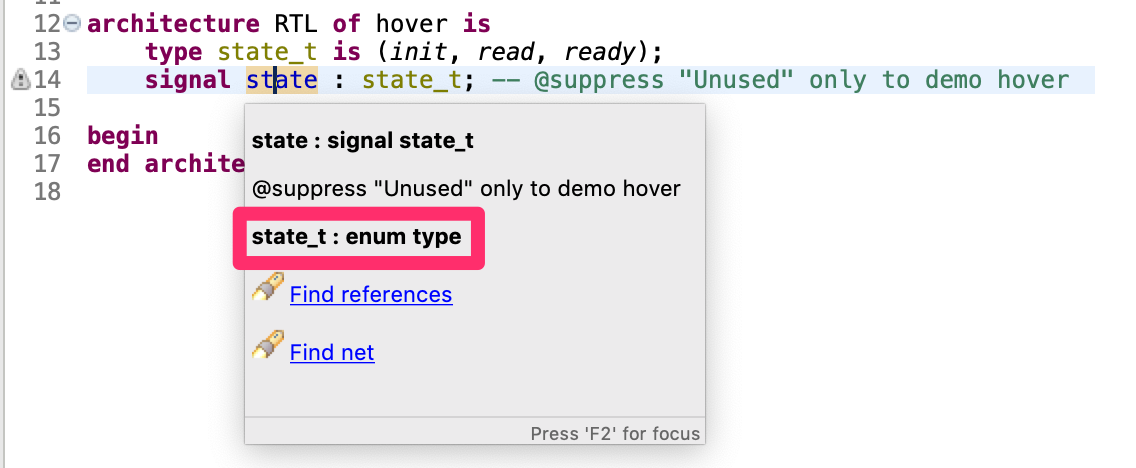 12 architecture RTL of hover is
13 type state_t is (init, read, ready);
14 signal state : state_t; -- @suppress "Unused" only to demo hover
15
16 begin
17 end archite
18
state : signal state_t
@suppress "Unused" only to demo hover
state_t : enum type
Find references
Find net
Press 'F2' for focus